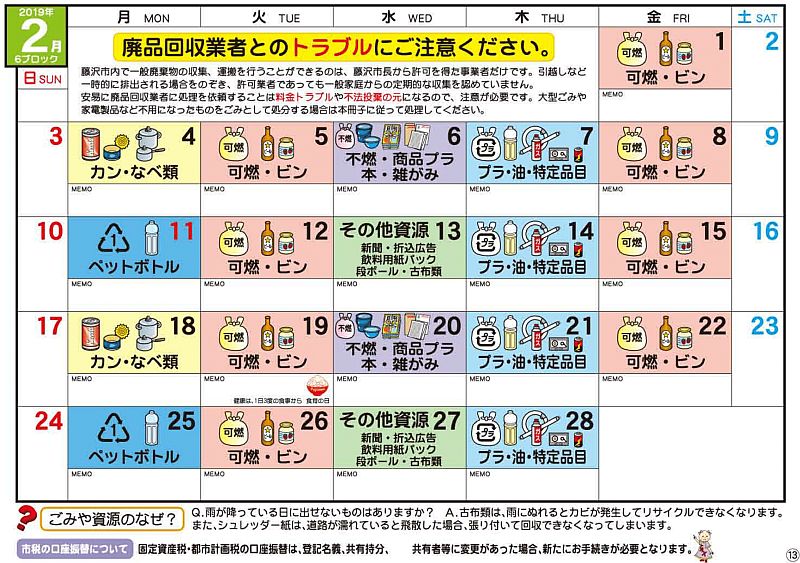 2019年
2月
6ブロック
日 SUN
月 MON
火 TUE
水 WED
木 THU
金 FRI
土 SAT
廃品回収業者とのトラブルにご注意ください。
藤沢市内で一般廃棄物の収集、運搬を行うことができるのは、藤沢市長から許可を得た事業者だけです。引越しなど
一時的に排出される場合をのぞき、許可業者であっても一般家庭からの定期的な収集を認めていません。
安易に廃品回収業者に処理を依頼することは料金トラブルや不法投棄の元になるので、注意が必要です。大型ごみや
家電製品など不用になったものをごみとして処分する場合は本冊子に従って処理してください。
可燃 1
可燃・ビン
MEMO
2
3
4
カン・なべ類
MEMO
可燃 5
可燃・ビン
MEMO
不燃 6
不燃・商品プラ
本・雑がみ
MEMO
プラ 7
プラ・油・特定品目
MEMO
可燃 8
可燃・ビン
MEMO
9
10
1 11
ペットボトル
MEMO
可燃 12
可燃・ビン
MEMO
その他資源 13
新聞・折込広告
飲料用紙パック
段ボール・古布類
MEMO
プラ 14
プラ・油・特定品目
MEMO
可燃 15
可燃・ビン
MEMO
16
17
18
カン・なべ類
MEMO
可燃 19
可燃・ビン
MEMO
健康は、1日3度の食事から 食育の日
不燃 20
不燃・商品プラ
本・雑がみ
MEMO
プラ 21
プラ・油・特定品目
MEMO
可燃 22
可燃・ビン
MEMO
23
24
1 25
ペットボトル
MEMO
可燃 26
可燃・ビン
MEMO
その他資源 27
新聞・折込広告
飲料用紙パック
段ボール・古布類
MEMO
プラ 28
プラ・油・特定品目
MEMO
ごみや資源のなぜ?
Q.雨が降っている日に出せないものはありますか? A.古布類は、雨にぬれるとカビが発生してリサイクルできなくなります。
また、シュレッダー紙は、道路が濡れていると飛散した場合、張り付いて回収できなくなってしまいます。
市税の口座振替について 固定資産税・都市計画税の口座振替は、登記名義、共有持分、 共有者等に変更があった場合、新たにお手続きが必要となります。
⑬